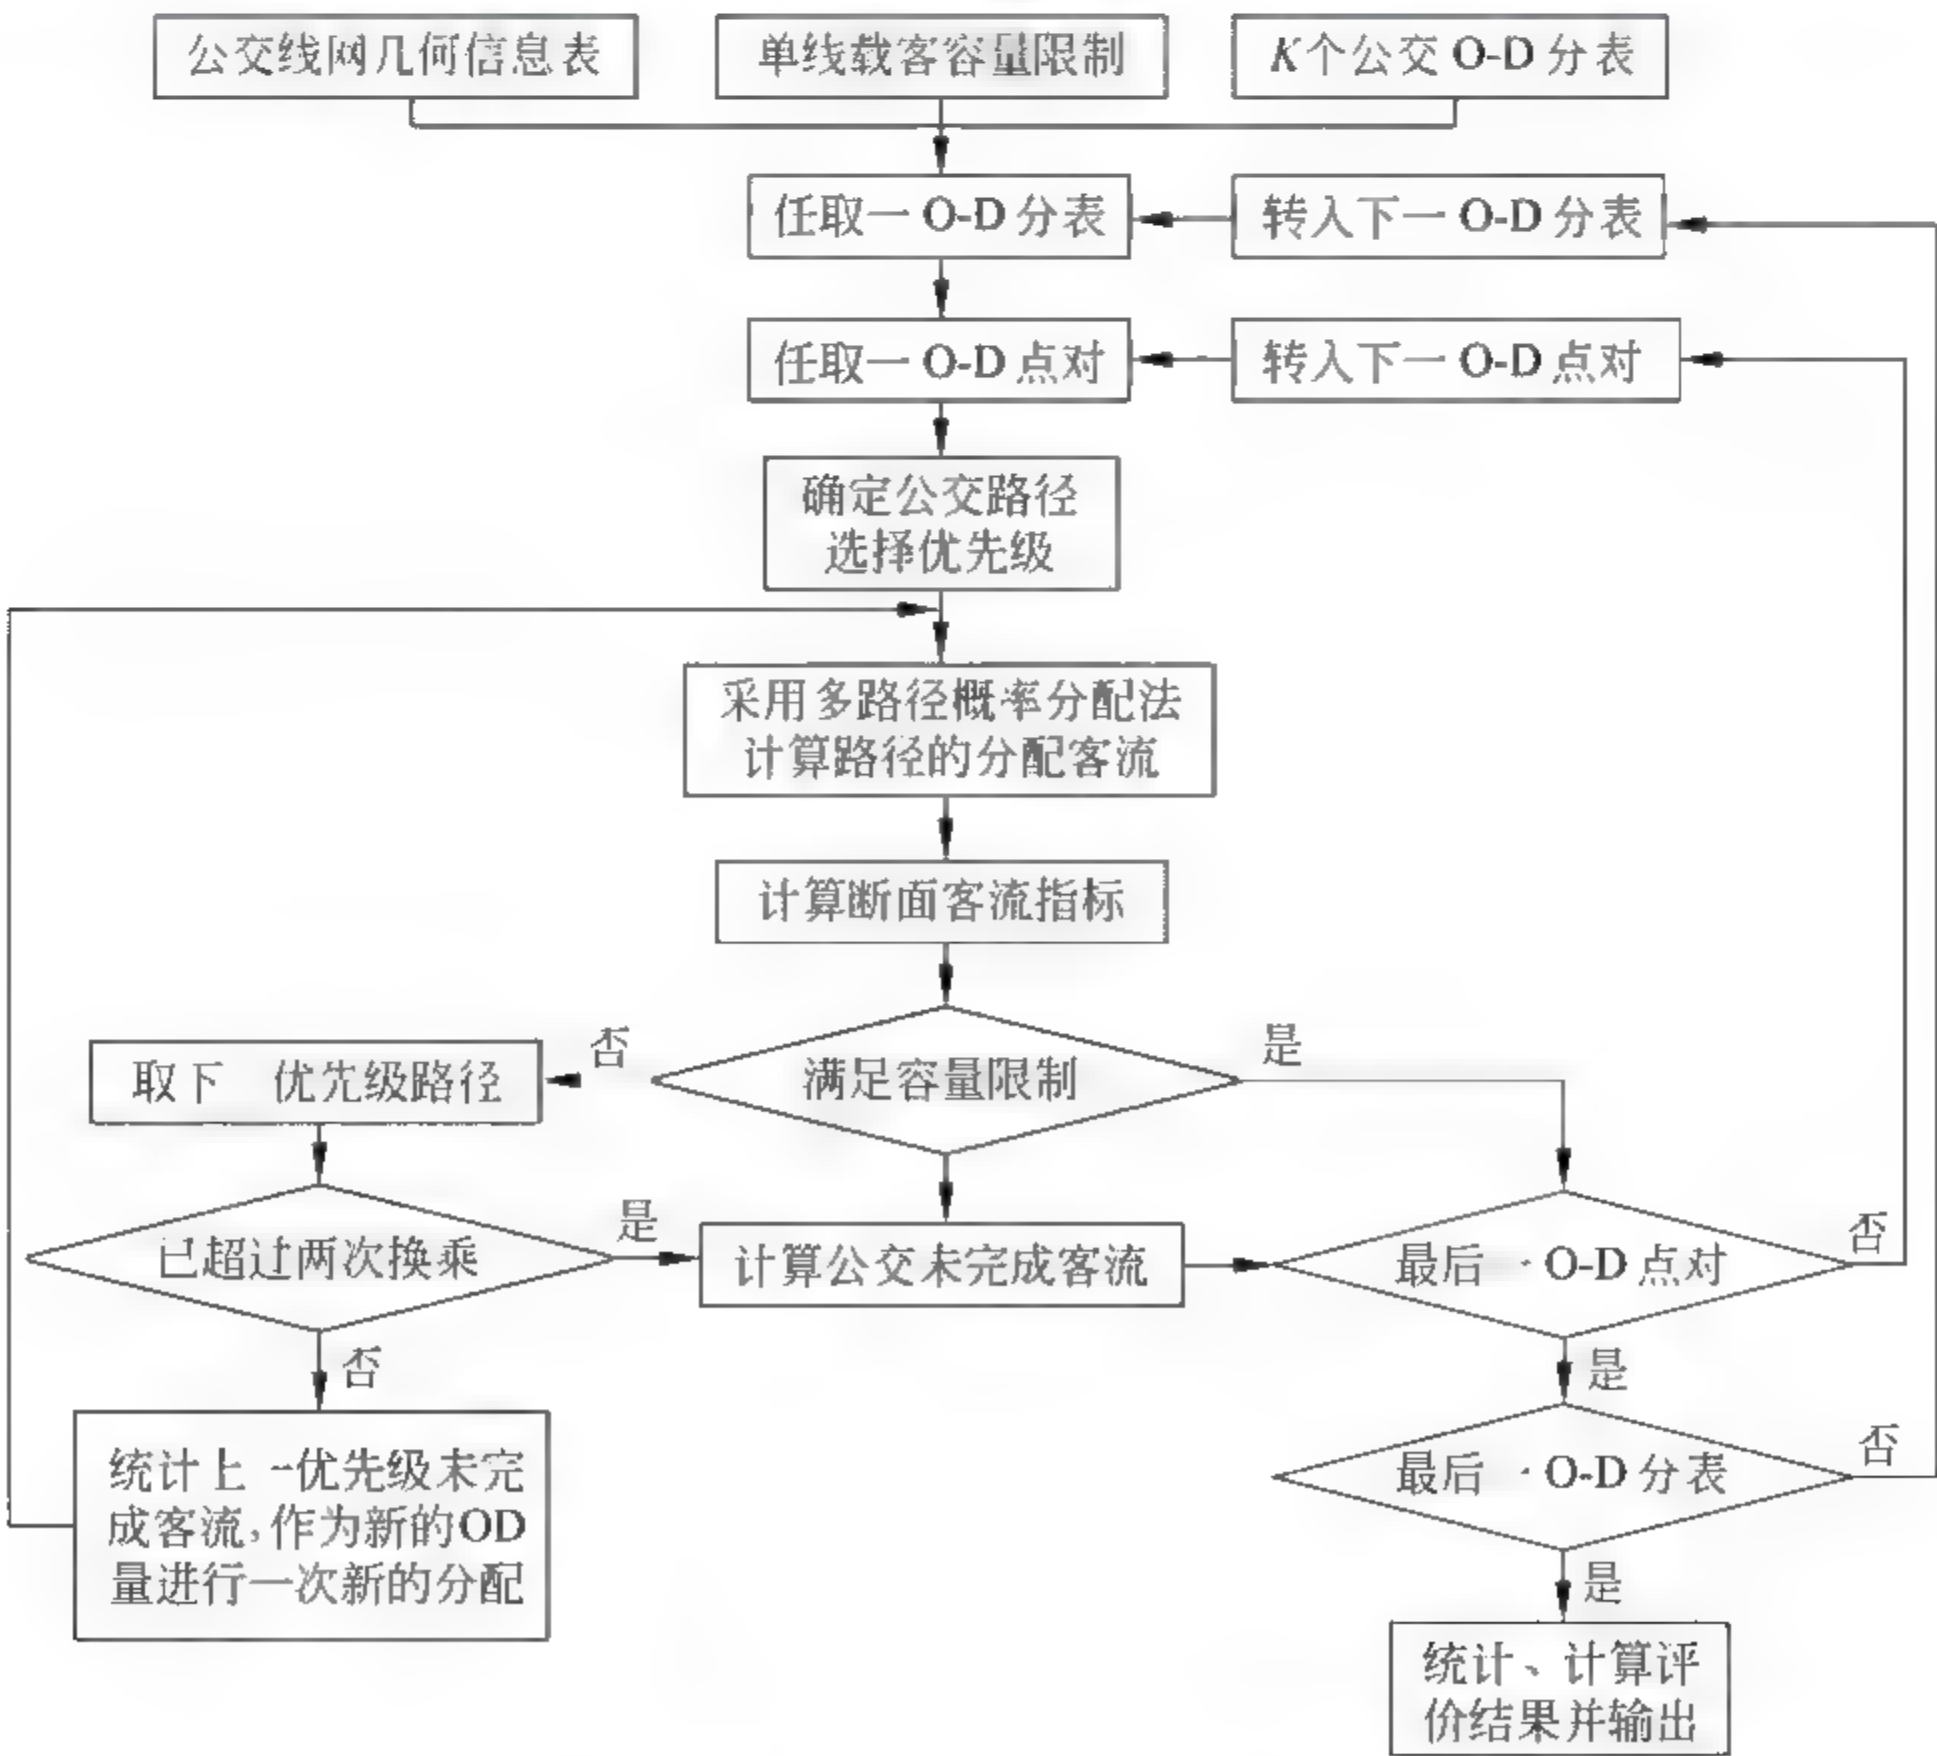 公交线网几何信息表
单线载客容量限制
K个公交 O-D 分表
任取一 O-D 分表
转入下一 O-D 分表
任取一 O-D 点对
转入下一 O-D 点对
确定公交路径
选择优先级
采用多路径概率分配法
计算路径的分配客流
计算断面客流指标
满足容量限制
否
是
取下 优先级路径
已超过两次换乘
是
计算公交未完成客流
最后一 O-D 点对
否
否
是
统计上一优先级未完
成客流,作为新的OD
量进行一次新的分配
最后一 O-D 分表
否
是
统计、计算评
价结果并输出